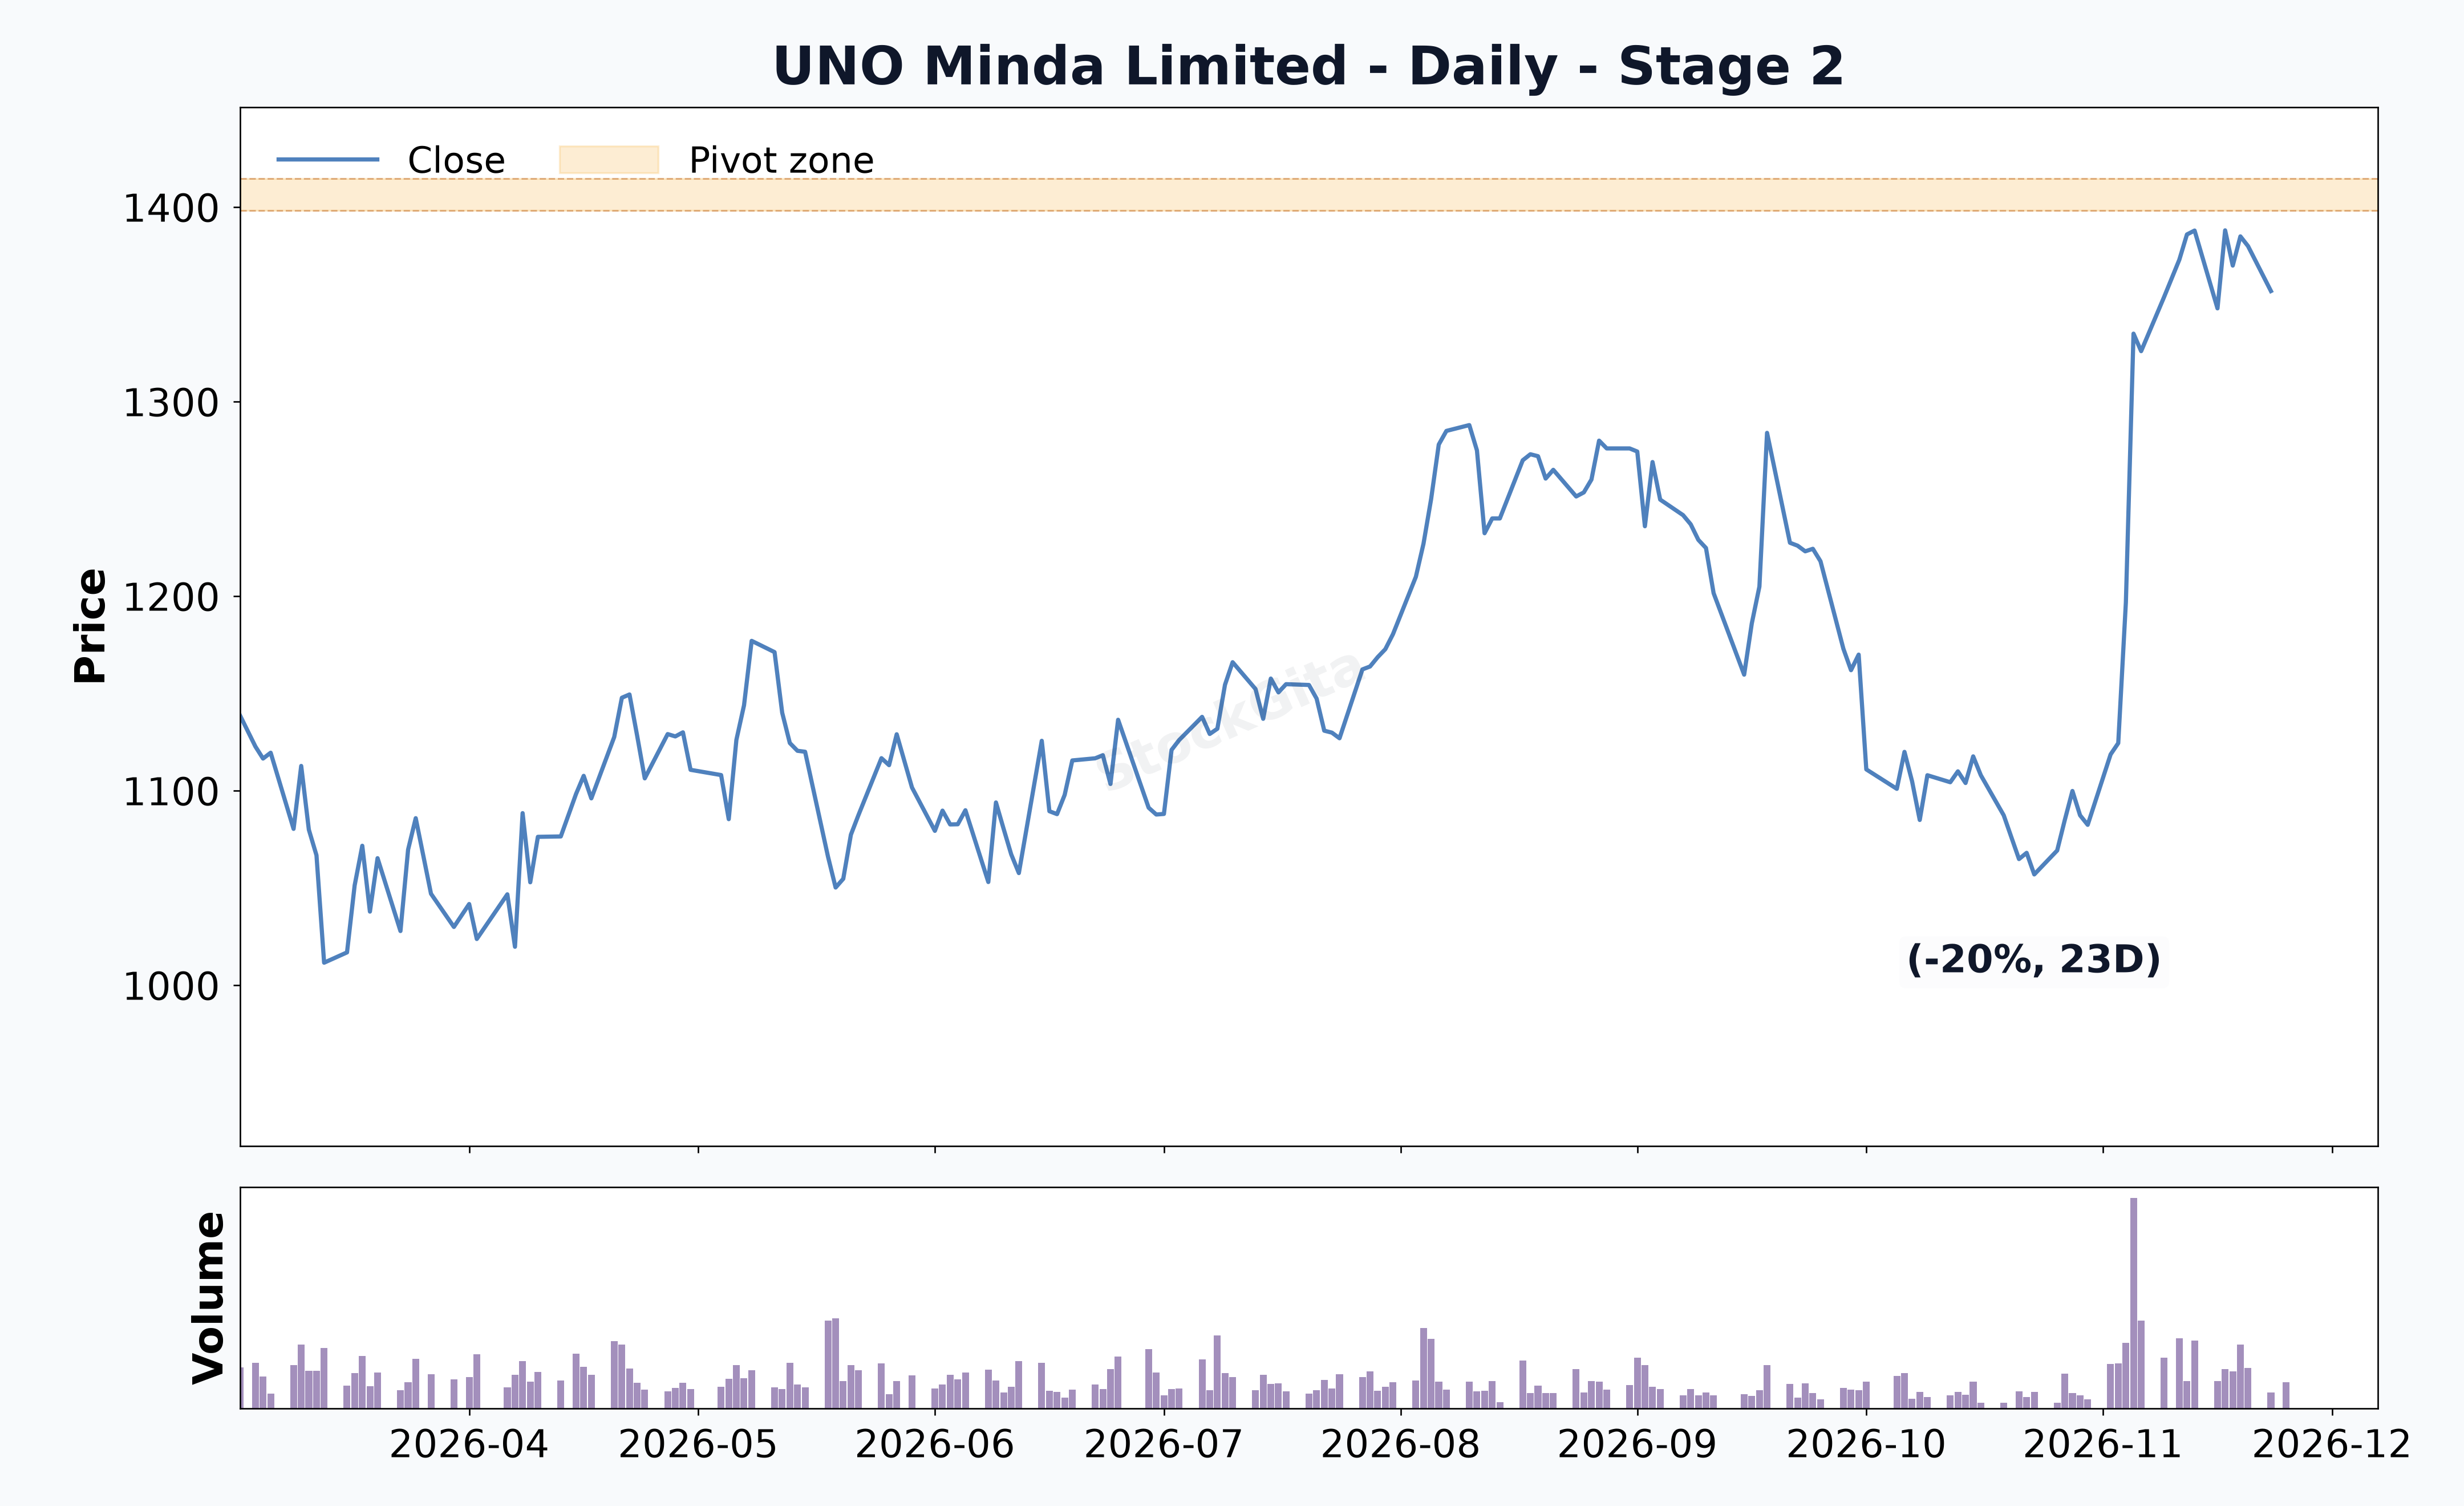 UNO Minda Limited - Daily - Stage 2
Close
Pivot zone
Price
1400
1300
1200
1100
1000
StockGita
(-20%, 23D)
Volume
2026-04
2026-05
2026-06
2026-07
2026-08
2026-09
2026-10
2026-11
2026-12